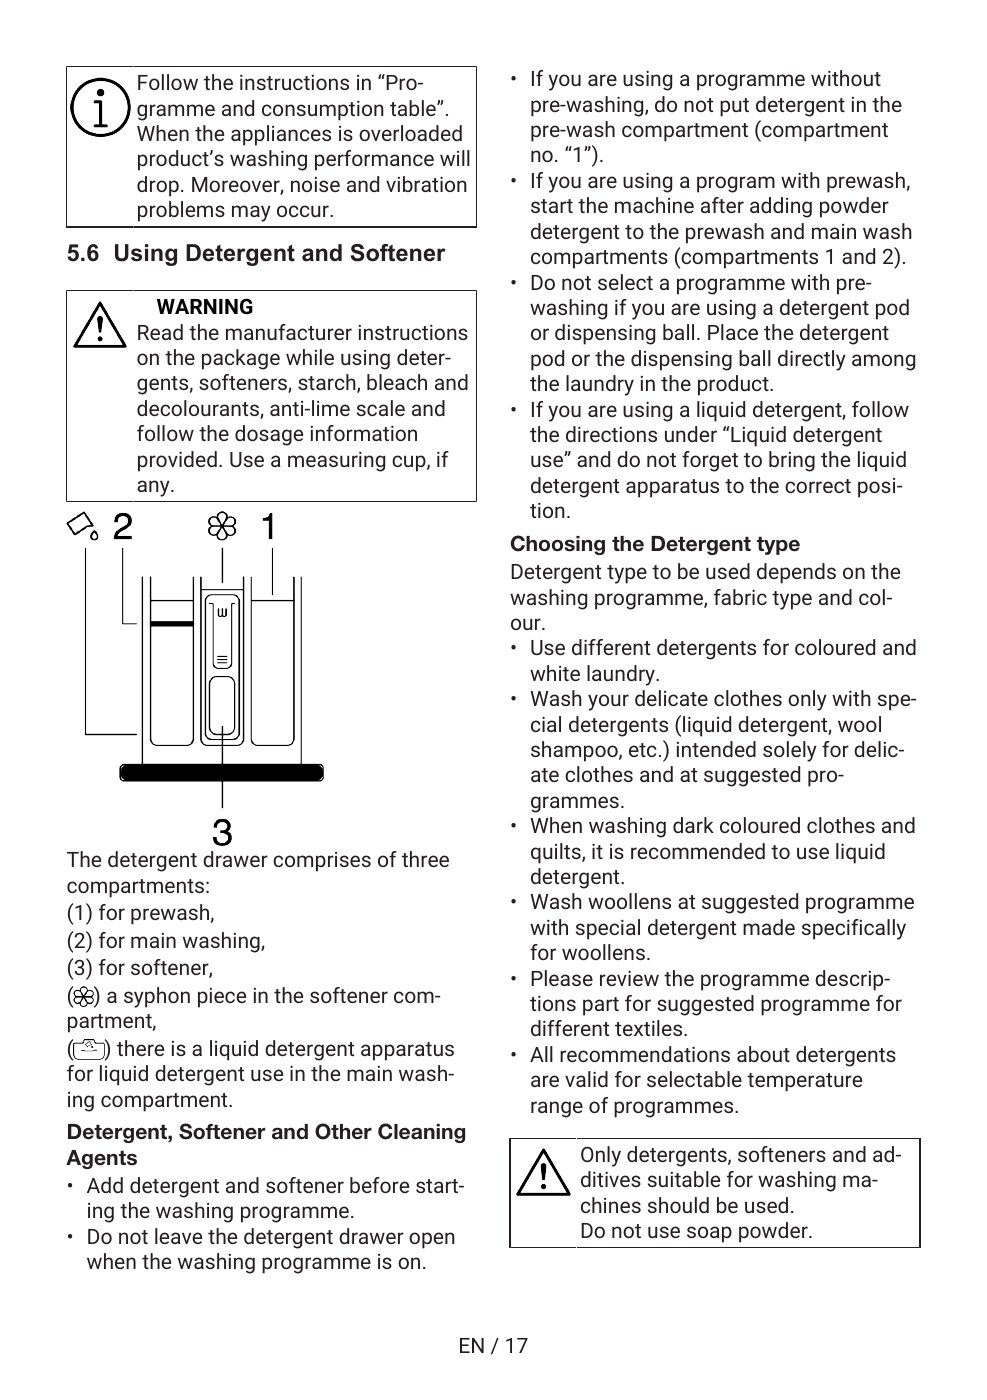 Follow the instructions in “Pro-
gramme and consumption table”.
When the appliances is overloaded
product’s washing performance will
drop. Moreover, noise and vibration
problems may occur.
5.6 Using Detergent and Softener
WARNING
Read the manufacturer instructions
on the package while using deter-
gents, softeners, starch, bleach and
decolourants, anti-lime scale and
follow the dosage information
provided. Use a measuring cup, if
any.
2 1
3
The detergent drawer comprises of three
compartments:
(1) for prewash,
(2) for main washing,
(3) for softener,
() a syphon piece in the softener com-
partment,
() there is a liquid detergent apparatus
for liquid detergent use in the main wash-
ing compartment.
Detergent, Softener and Other Cleaning
Agents
• Add detergent and softener before start-
ing the washing programme.
• Do not leave the detergent drawer open
when the washing programme is on.
• If you are using a programme without
pre-washing, do not put detergent in the
pre-wash compartment (compartment
no. “1”).
• If you are using a program with prewash,
start the machine after adding powder
detergent to the prewash and main wash
compartments (compartments 1 and 2).
• Do not select a programme with pre-
washing if you are using a detergent pod
or dispensing ball. Place the detergent
pod or the dispensing ball directly among
the laundry in the product.
• If you are using a liquid detergent, follow
the directions under “Liquid detergent
use” and do not forget to bring the liquid
detergent apparatus to the correct posi-
tion.
Choosing the Detergent type
Detergent type to be used depends on the
washing programme, fabric type and col-
our.
• Use different detergents for coloured and
white laundry.
• Wash your delicate clothes only with spe-
cial detergents (liquid detergent, wool
shampoo, etc.) intended solely for delic-
ate clothes and at suggested pro-
grammes.
• When washing dark coloured clothes and
quilts, it is recommended to use liquid
detergent.
• Wash woollens at suggested programme
with special detergent made specifically
for woollens.
• Please review the programme descrip-
tions part for suggested programme for
different textiles.
• All recommendations about detergents
are valid for selectable temperature
range of programmes.
Only detergents, softeners and ad-
ditives suitable for washing ma-
chines should be used.
Do not use soap powder.
EN / 17